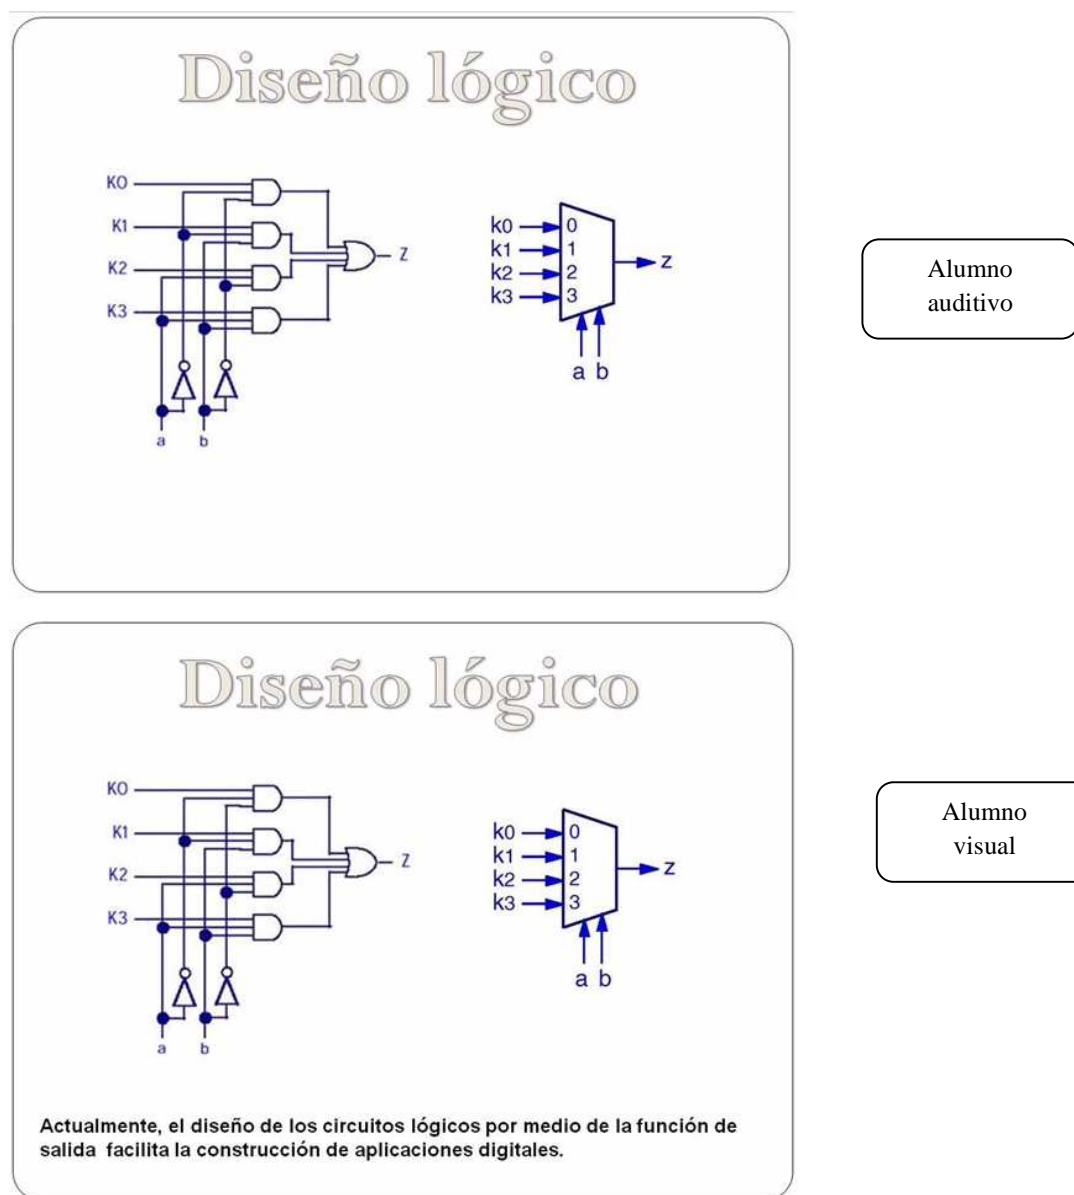 Diseño lógico
K0
K1
K2
K3
Z
a b
k0 0
k1 1
k2 2
k3 3
z
a b
Alumno
auditivo
Diseño lógico
K0
K1
K2
K3
Z
a b
k0 0
k1 1
k2 2
k3 3
z
a b
Alumno
visual
Actualmente, el diseño de los circuitos lógicos por medio de la función de
salida facilita la construcción de aplicaciones digitales.